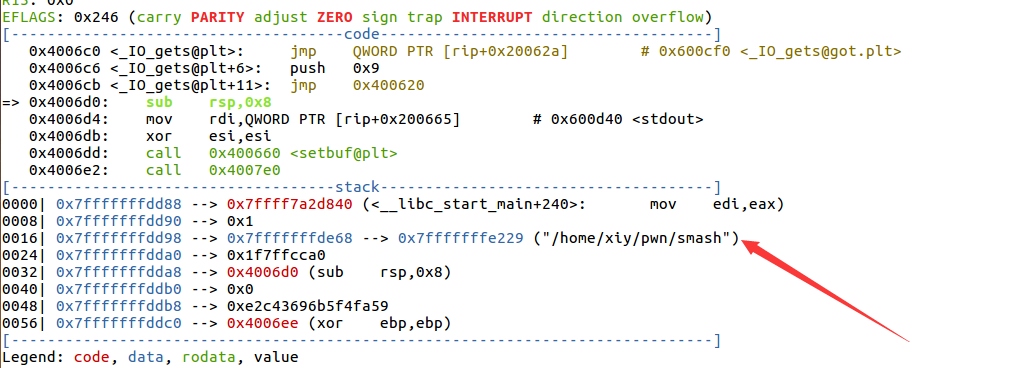 R15: 0x0
EFLAGS: 0x246 (carry PARITY adjust ZERO sign trap INTERRUPT direction overflow)
[-------------------------------------code-------------------------------------]
   0x4006c0 <_IO_gets@plt>:	jmp    QWORD PTR [rip+0x20062a]        # 0x600cf0 <_IO_gets@got.plt>
   0x4006c6 <_IO_gets@plt+6>:	push   0x9
   0x4006cb <_IO_gets@plt+11>:	jmp    0x400620
=> 0x4006d0:	sub    rsp,0x8
   0x4006d4:	mov    rdi,QWORD PTR [rip+0x200665]        # 0x600d40 <stdout>
   0x4006db:	xor    esi,esi
   0x4006dd:	call   0x400660 <setbuf@plt>
   0x4006e2:	call   0x4007e0
[------------------------------------stack-------------------------------------]
0000| 0x7fffffffdd88 --> 0x7ffff7a2d840 (<__libc_start_main+240>:	mov    edi,eax)
0008| 0x7fffffffdd90 --> 0x1
0016| 0x7fffffffdd98 --> 0x7fffffffde68 --> 0x7fffffffe229 ("/home/xiy/pwn/smash")
0024| 0x7fffffffdda0 --> 0x1f7ffcca0
0032| 0x7fffffffdda8 --> 0x4006d0 (sub    rsp,0x8)
0040| 0x7fffffffddb0 --> 0x0
0048| 0x7fffffffddb8 --> 0xe2c43696b5f4fa59
0056| 0x7fffffffddc0 --> 0x4006ee (xor    ebp,ebp)
[------------------------------------------------------------------------------]
Legend: code, data, rodata, value